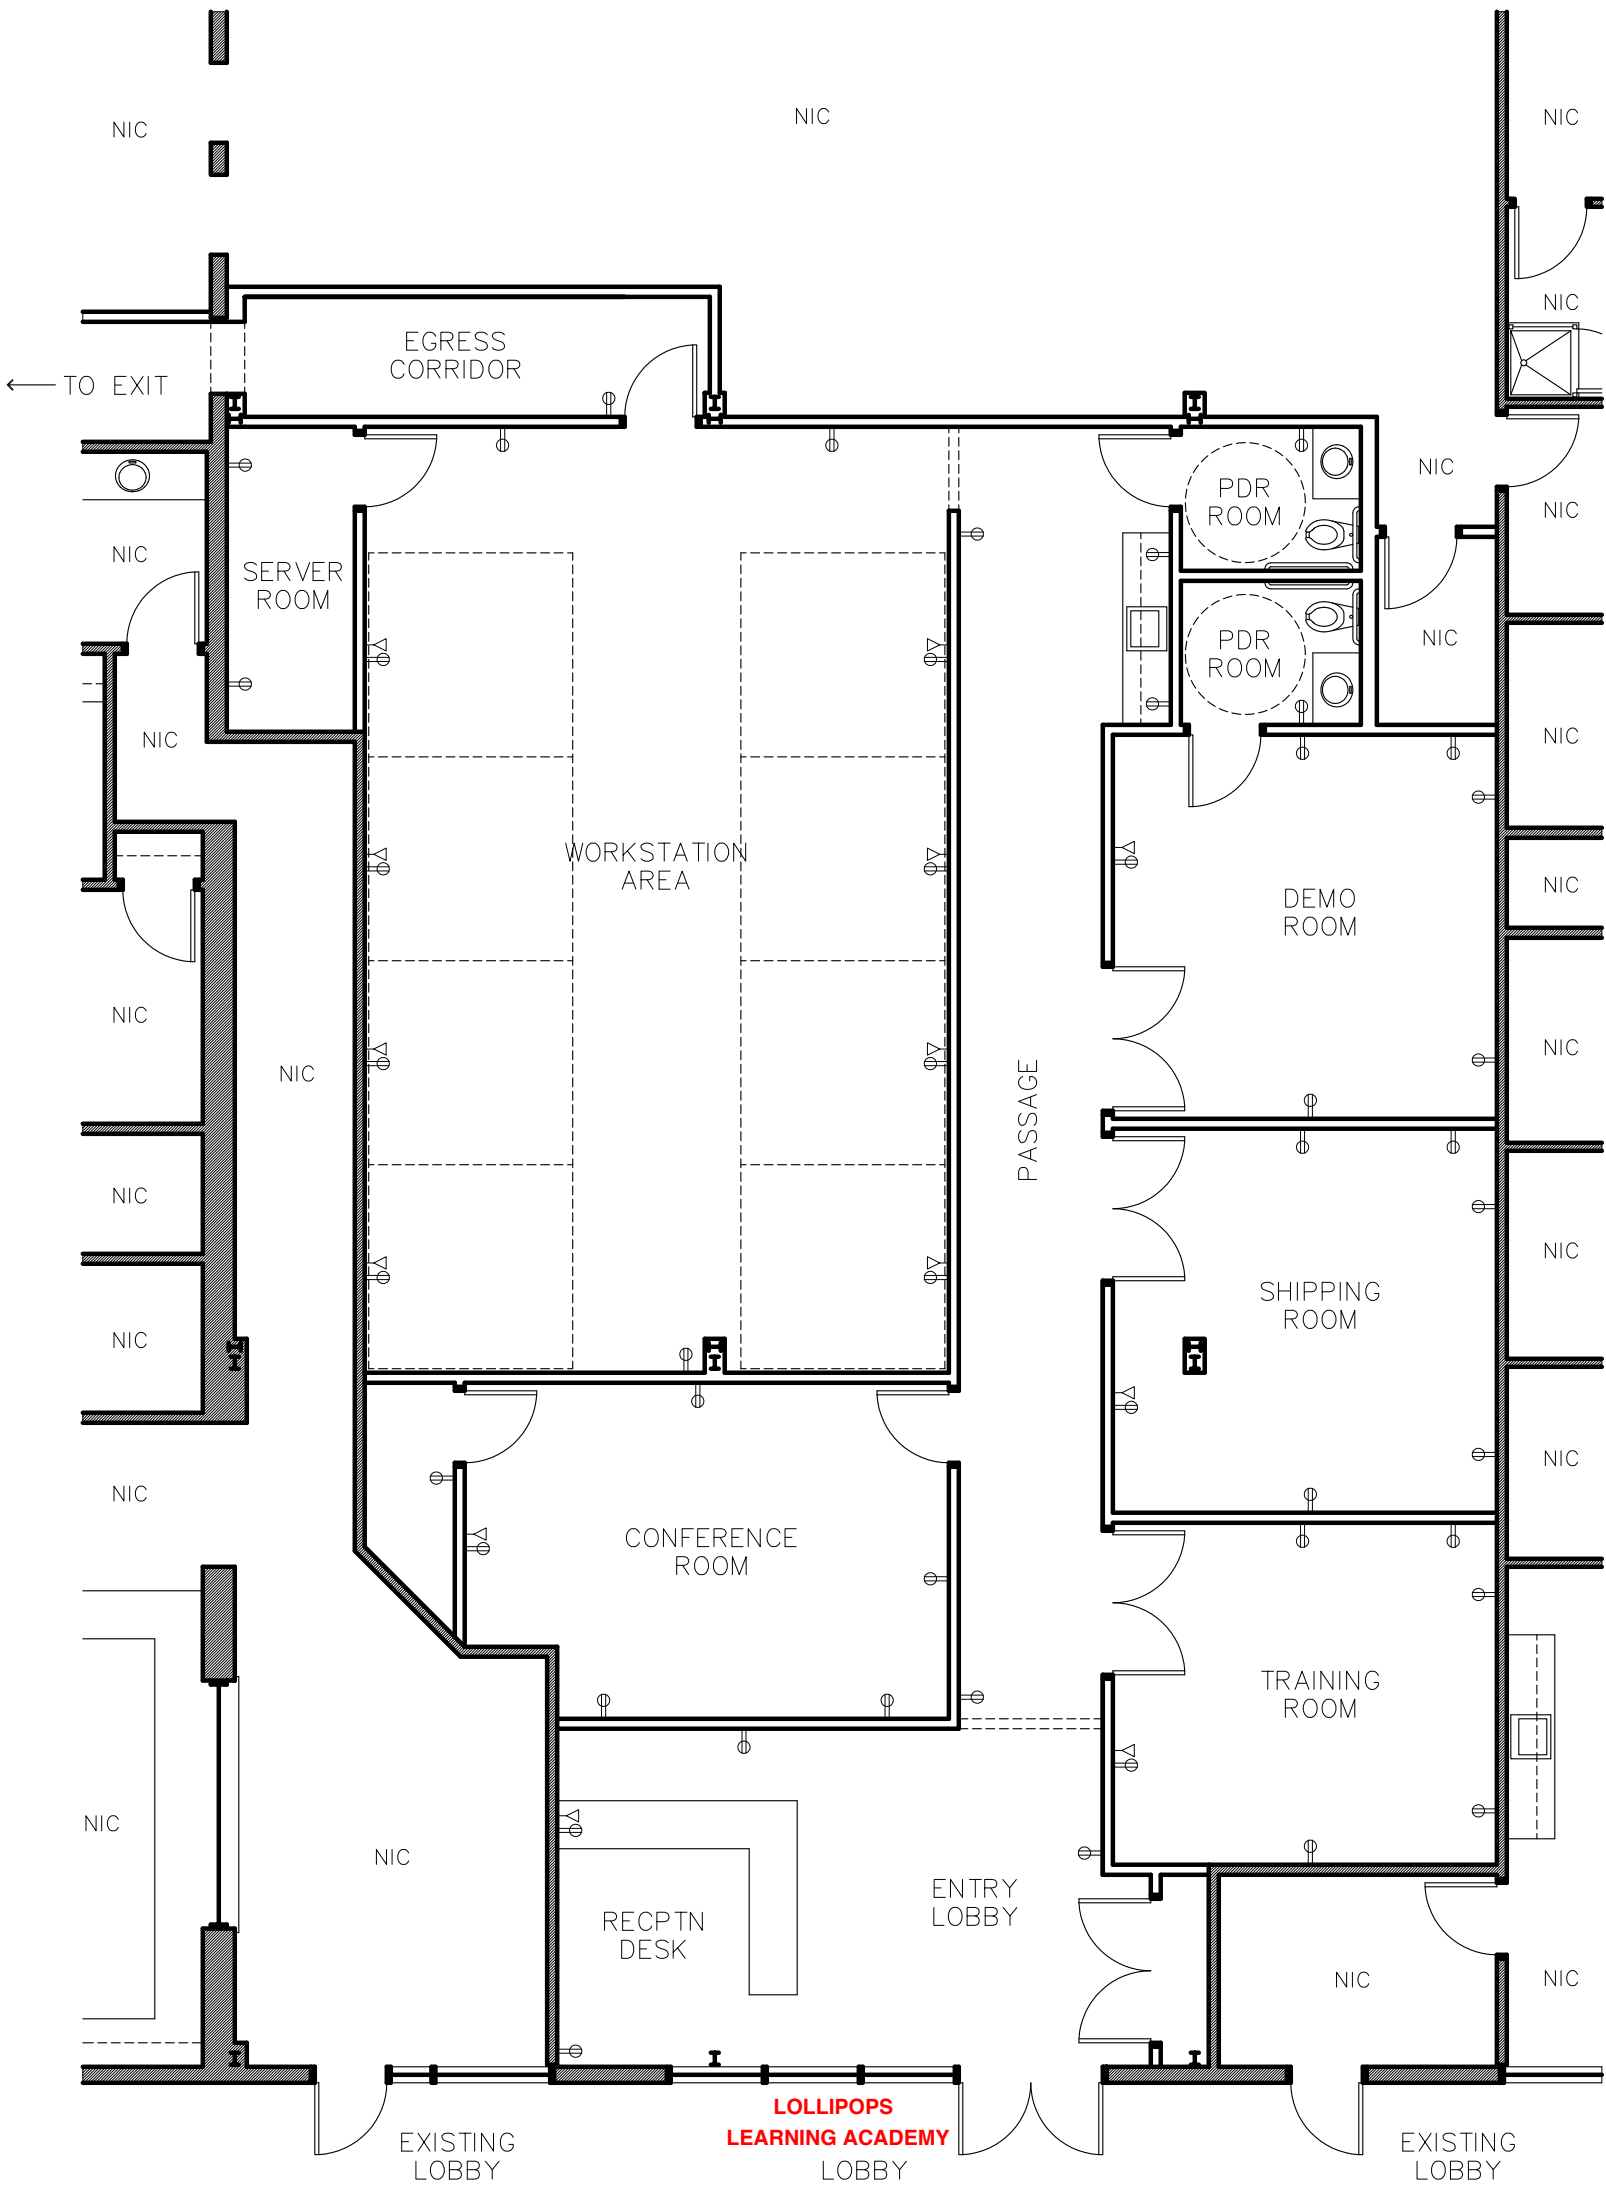 NIC
NIC
NIC
EGRESS
CORRIDOR
NIC
TO EXIT
NIC
PDR
ROOM
NIC
NIC
SERVER
ROOM
PDR
ROOM
NIC
NIC
NIC
WORKSTATION
AREA
DEMO
ROOM
NIC
NIC
NIC
NIC
PASSAGE
NIC
NIC
SHIPPING
ROOM
NIC
NIC
NIC
CONFERENCE
ROOM
TRAINING
ROOM
NIC
NIC
ENTRY
LOBBY
RECPTN
DESK
NIC
NIC
LOLLIPOPS
LEARNING ACADEMY
EXISTING
LOBBY
LOBBY
EXISTING
LOBBY